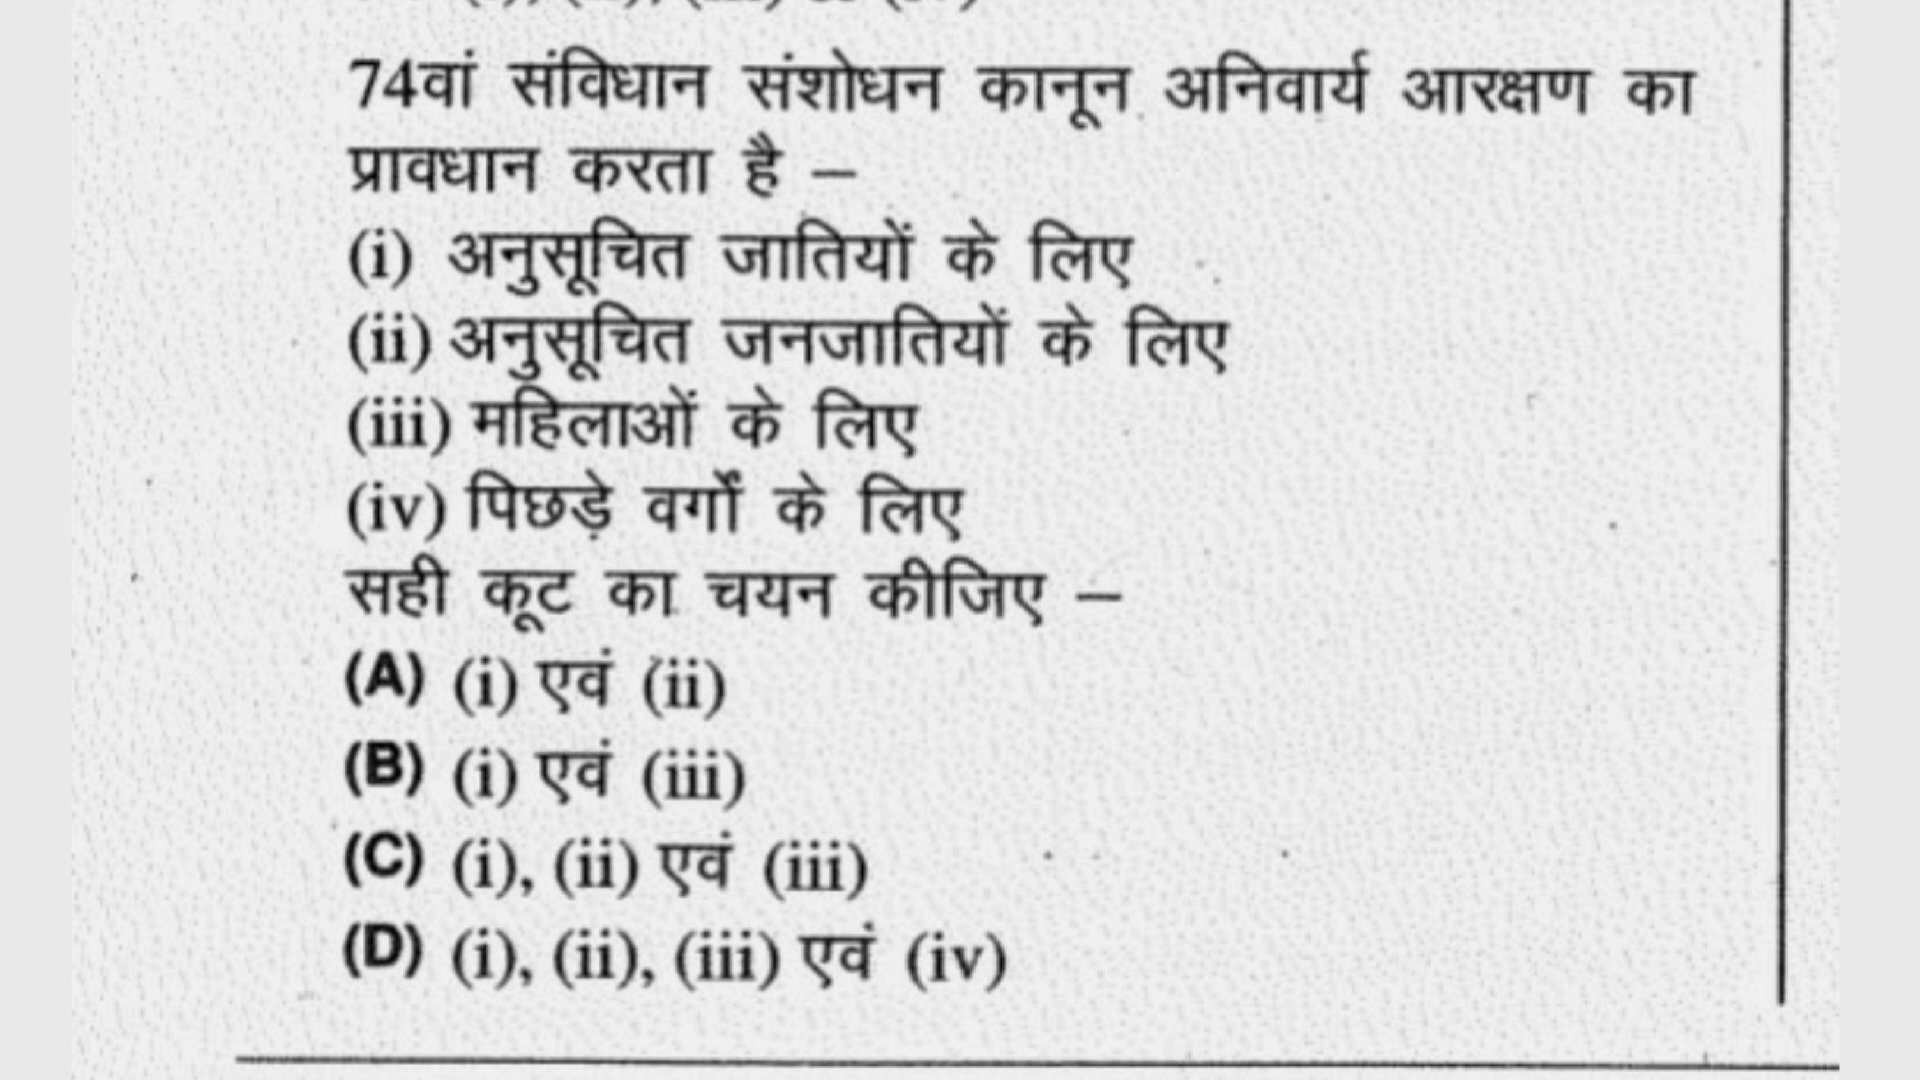 74वां संविधान संशोधन कानून अनिवार्य आरक्षण का
प्रावधान करता है –
(i) अनुसूचित जातियों के लिए
(ii) अनुसूचित जनजातियों के लिए
(iii) महिलाओं के लिए
(iv) पिछड़े वर्गों के लिए
सही कूट का चयन कीजिए –
(A) (i) एवं (ii)
(B) (i) एवं (iii)
(C) (i), (ii) एवं (iii)
(D) (i), (ii), (iii) एवं (iv)